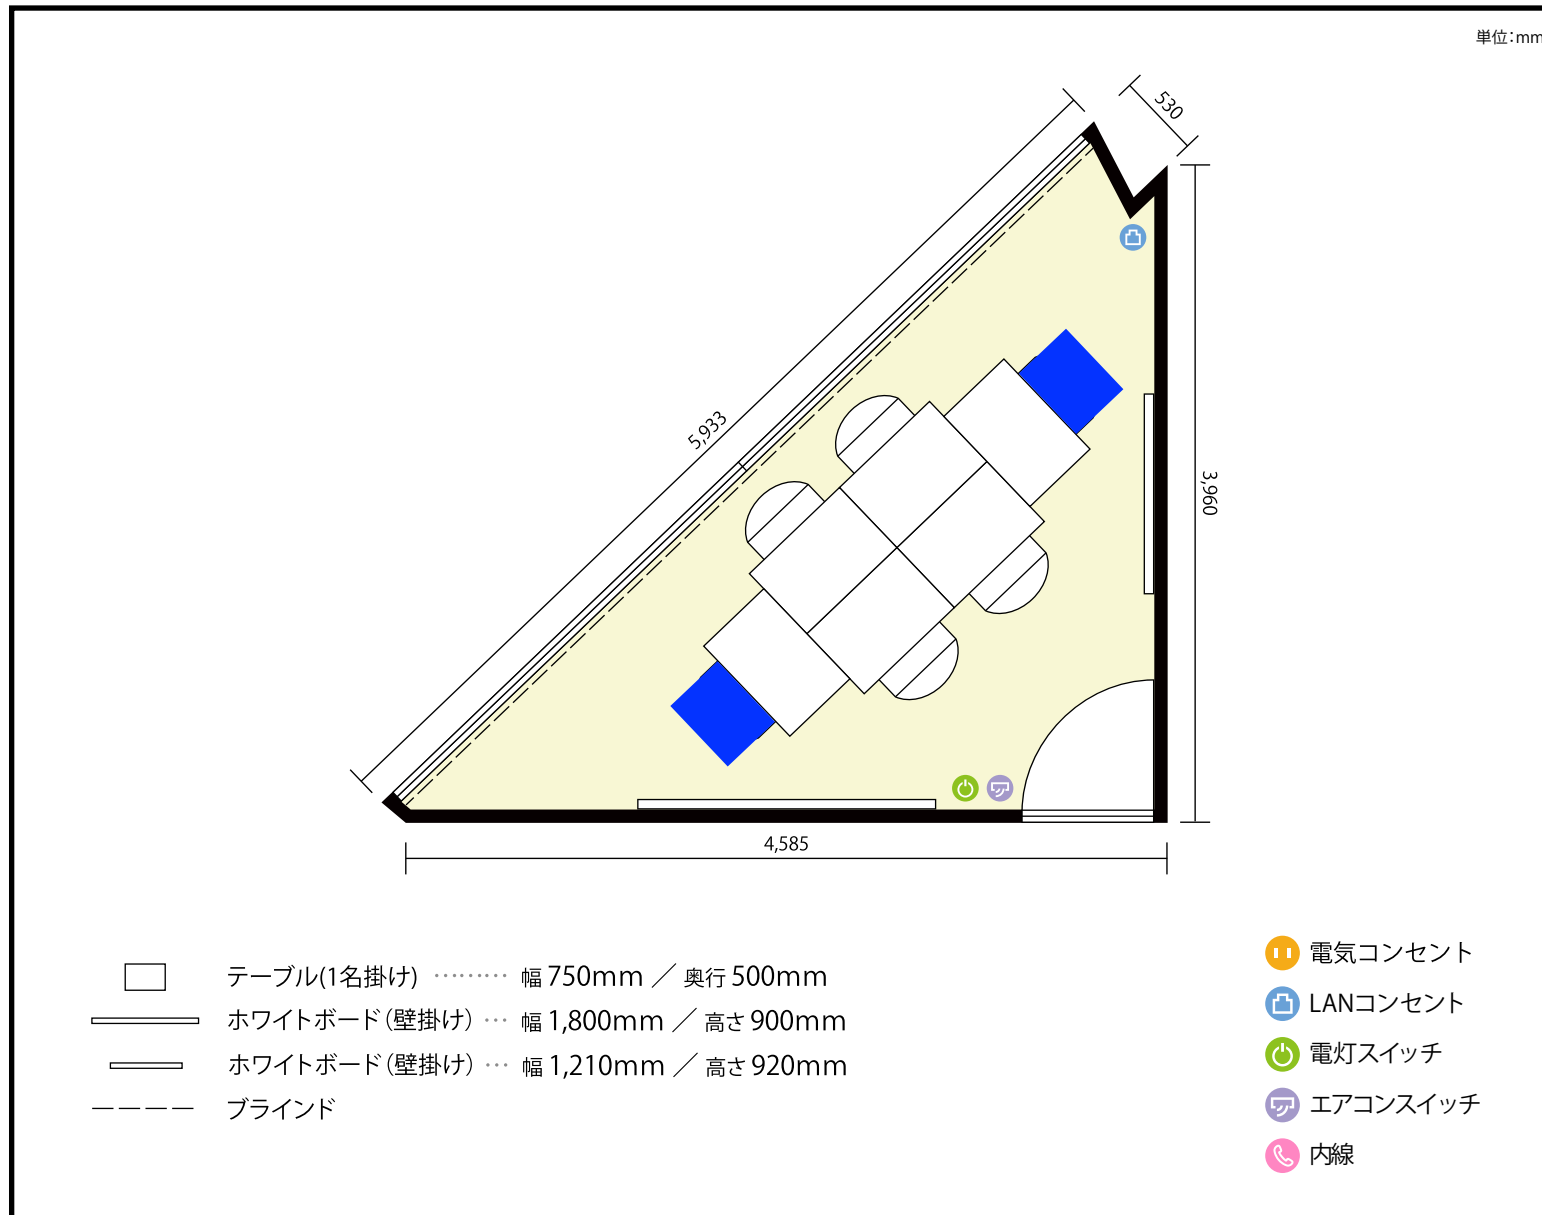 単位：mm
530
5,933
3,960
4,585
テーブル(1名掛け) ……… 幅 750mm ／ 奥行 500mm
ホワイトボード（壁掛け） … 幅 1,800mm ／ 高さ 900mm
ホワイトボード（壁掛け） … 幅 1,210mm ／ 高さ 920mm
ブラインド
電気コンセント
LANコンセント
電灯スイッチ
エアコンスイッチ
内線